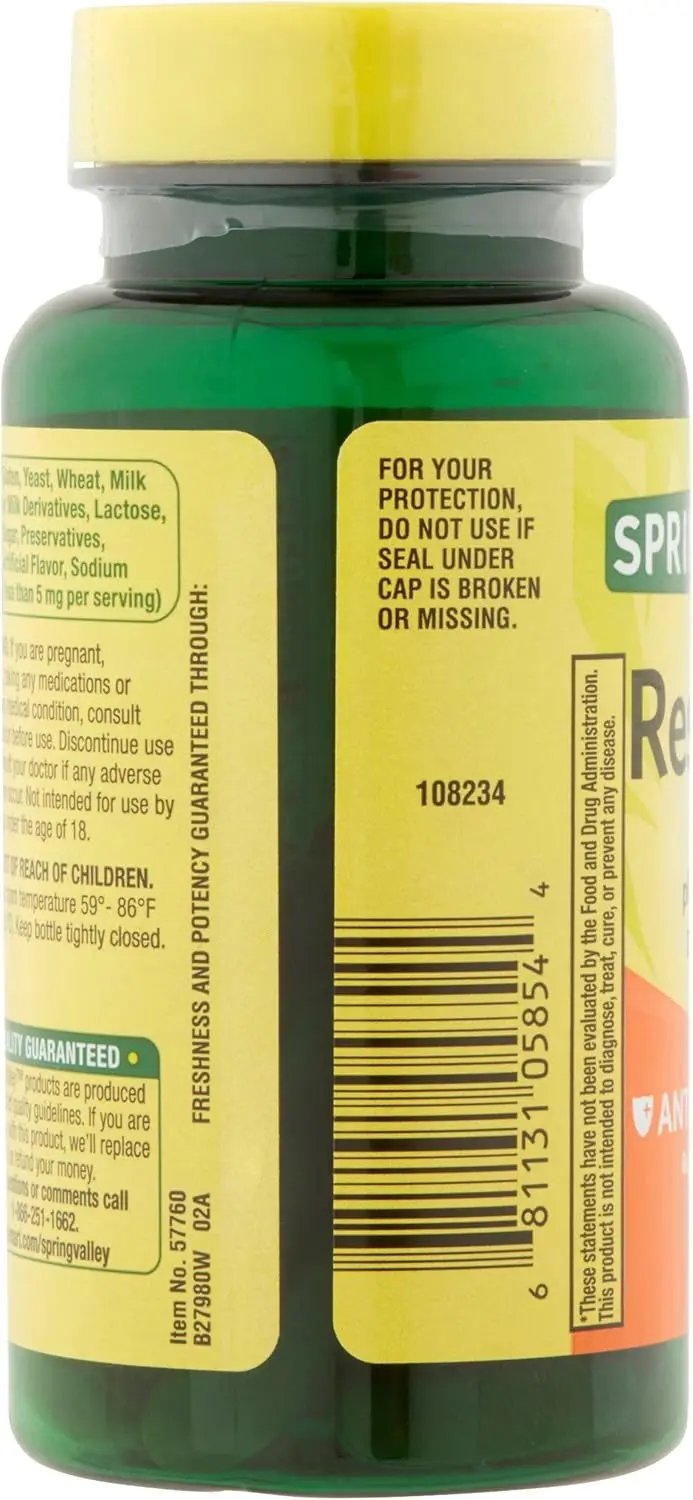 Yeast, Wheat, Milk
Milk Derivatives, Lactose,
Preservatives,
Flavor, Sodium
than 5 mg per serving)
If you are pregnant,
any medications or
medical condition, consult
before use. Discontinue use
your doctor if any adverse
occur. Not intended for use by
the age of 18.
OF REACH OF CHILDREN.
temperature 59°- 86°F
Keep bottle tightly closed.
GUARANTEED •
products are produced
quality guidelines. If you are
this product, we'll replace
refund your money.
or comments call
-866-251-1662.
.com/springvalley
FRESHNESS AND POTENCY GUARANTEED THROUGH:
Item No. 57760
B27980W 02A
FOR YOUR
PROTECTION,
DO NOT USE IF
SEAL UNDER
CAP IS BROKEN
OR MISSING.
108234
6 81131 05854 4
*These statements have not been evaluated by the Food and Drug Administration.
This product is not intended to diagnose, treat, cure, or prevent any disease.
SPRI
Re
ANT